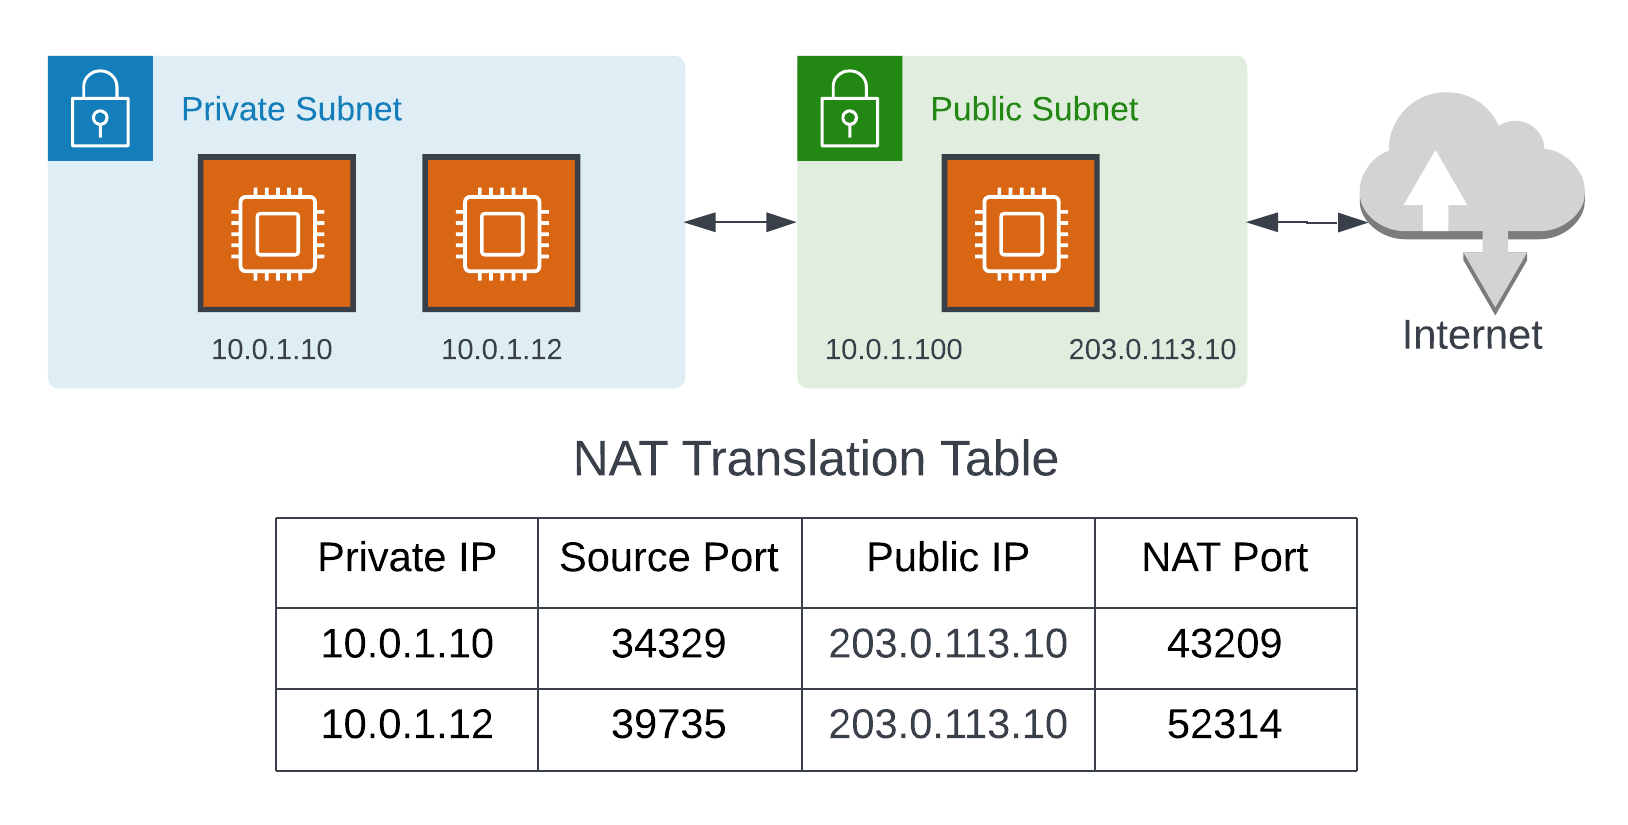 Private Subnet
Public Subnet
10.0.1.10
10.0.1.12
10.0.1.100
203.0.113.10
Internet
NAT Translation Table
Private IP Source Port Public IP NAT Port
10.0.1.10 34329 203.0.113.10 43209
10.0.1.12 39735 203.0.113.10 52314